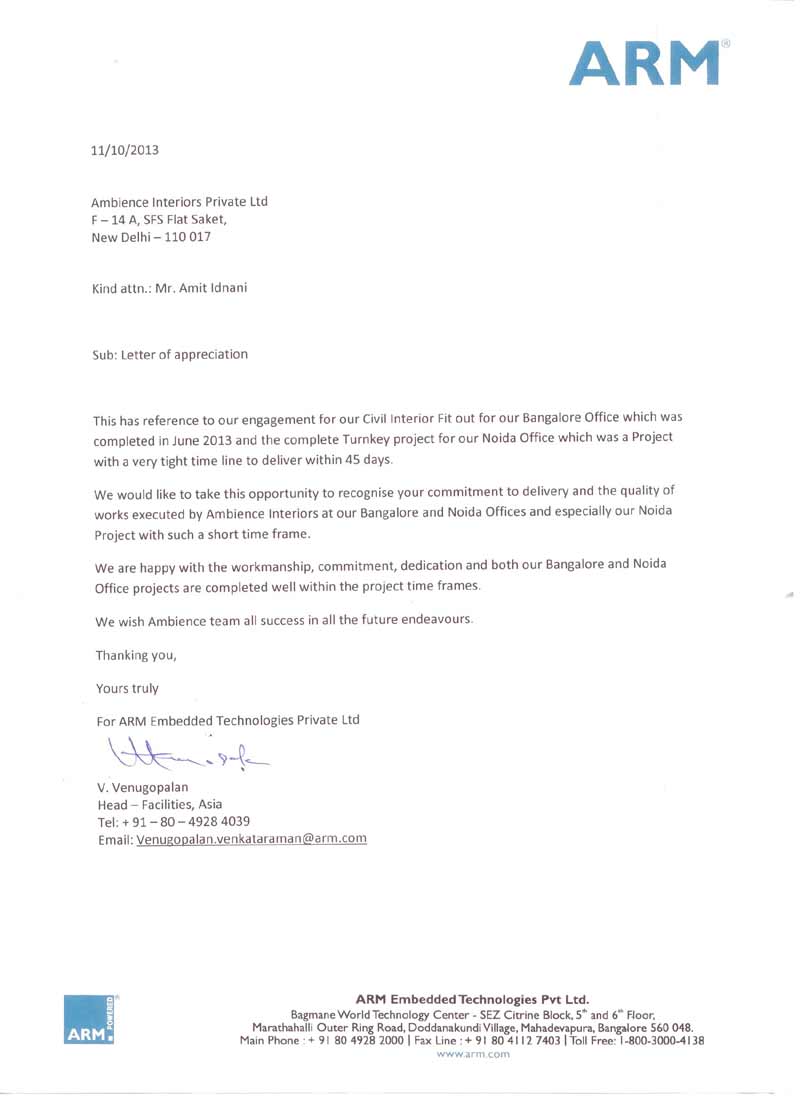 ARM®
11/10/2013
Ambience Interiors Private Ltd
F – 14 A, SFS Flat Saket,
New Delhi – 110 017
Kind attn.: Mr. Amit Idnani
Sub: Letter of appreciation
This has reference to our engagement for our Civil Interior Fit out for our Bangalore Office which was
completed in June 2013 and the complete Turnkey project for our Noida Office which was a Project
with a very tight time line to deliver within 45 days.
We would like to take this opportunity to recognise your commitment to delivery and the quality of
works executed by Ambience Interiors at our Bangalore and Noida Offices and especially our Noida
Project with such a short time frame.
We are happy with the workmanship, commitment, dedication and both our Bangalore and Noida
Office projects are completed well within the project time frames.
We wish Ambience team all success in all the future endeavours.
Thanking you,
Yours truly
For ARM Embedded Technologies Private Ltd
V. Venugopalan
Head – Facilities, Asia
Tel: + 91 – 80 – 4928 4039
Email: Venugopalan.venkataraman@arm.com
ARM POWERED®
ARM Embedded Technologies Pvt Ltd.
Bagmane World Technology Center - SEZ Citrine Block, 5th and 6th Floor,
Marathahalli Outer Ring Road, Doddanakundi Village, Mahadevapura, Bangalore 560 048.
Main Phone : + 91 80 4928 2000 | Fax Line : + 91 80 4112 7403 | Toll Free: 1-800-3000-4138
www.arm.com